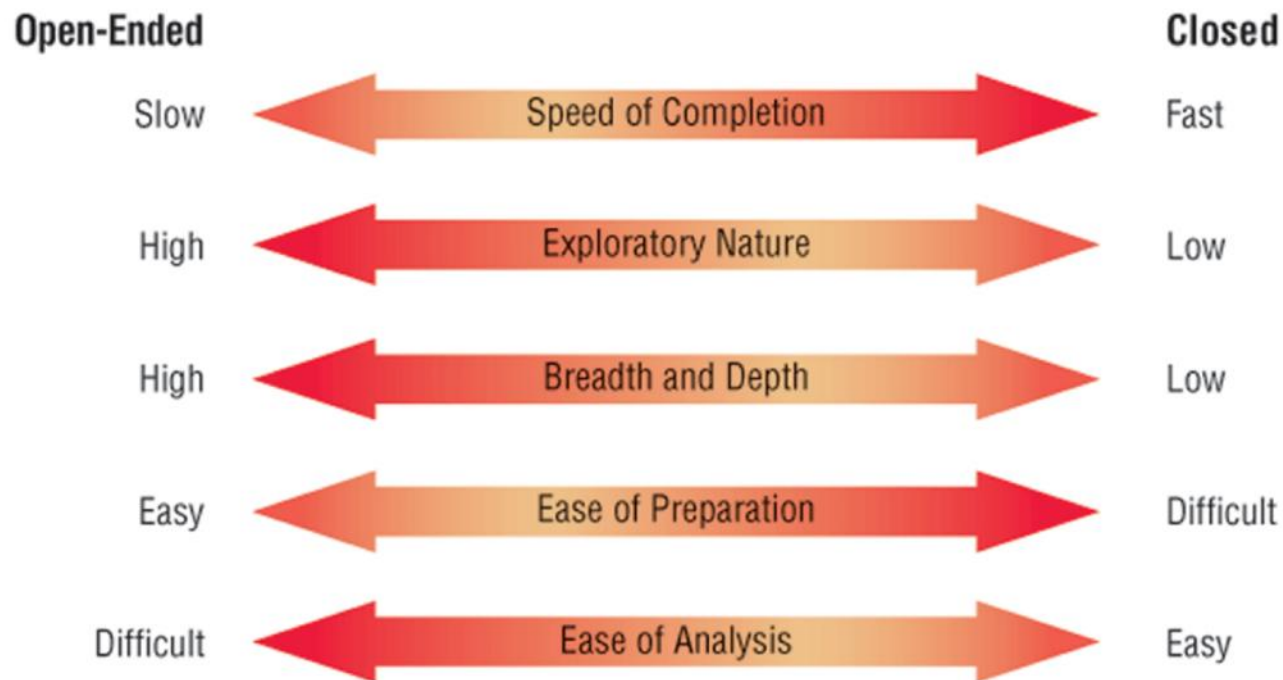 Open-Ended Closed
Slow Speed of Completion Fast
High Exploratory Nature Low
High Breadth and Depth Low
Easy Ease of Preparation Difficult
Difficult Ease of Analysis Easy